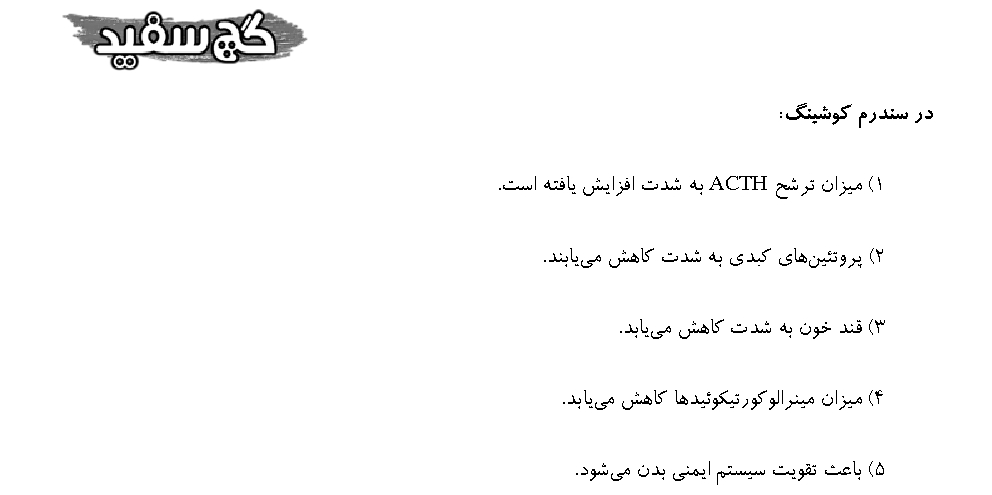 گچ سفید
در سندرم کوشینگ:
۱) میزان ترشح ACTH به شدت افزایش یافته است.
۲) پروتئین‌های کبدی به شدت کاهش می‌یابند.
۳) قند خون به شدت کاهش می‌یابد.
۴) میزان مینرالوکورتیکوئیدها کاهش می‌یابد.
۵) باعث تقویت سیستم ایمنی بدن می‌شود.